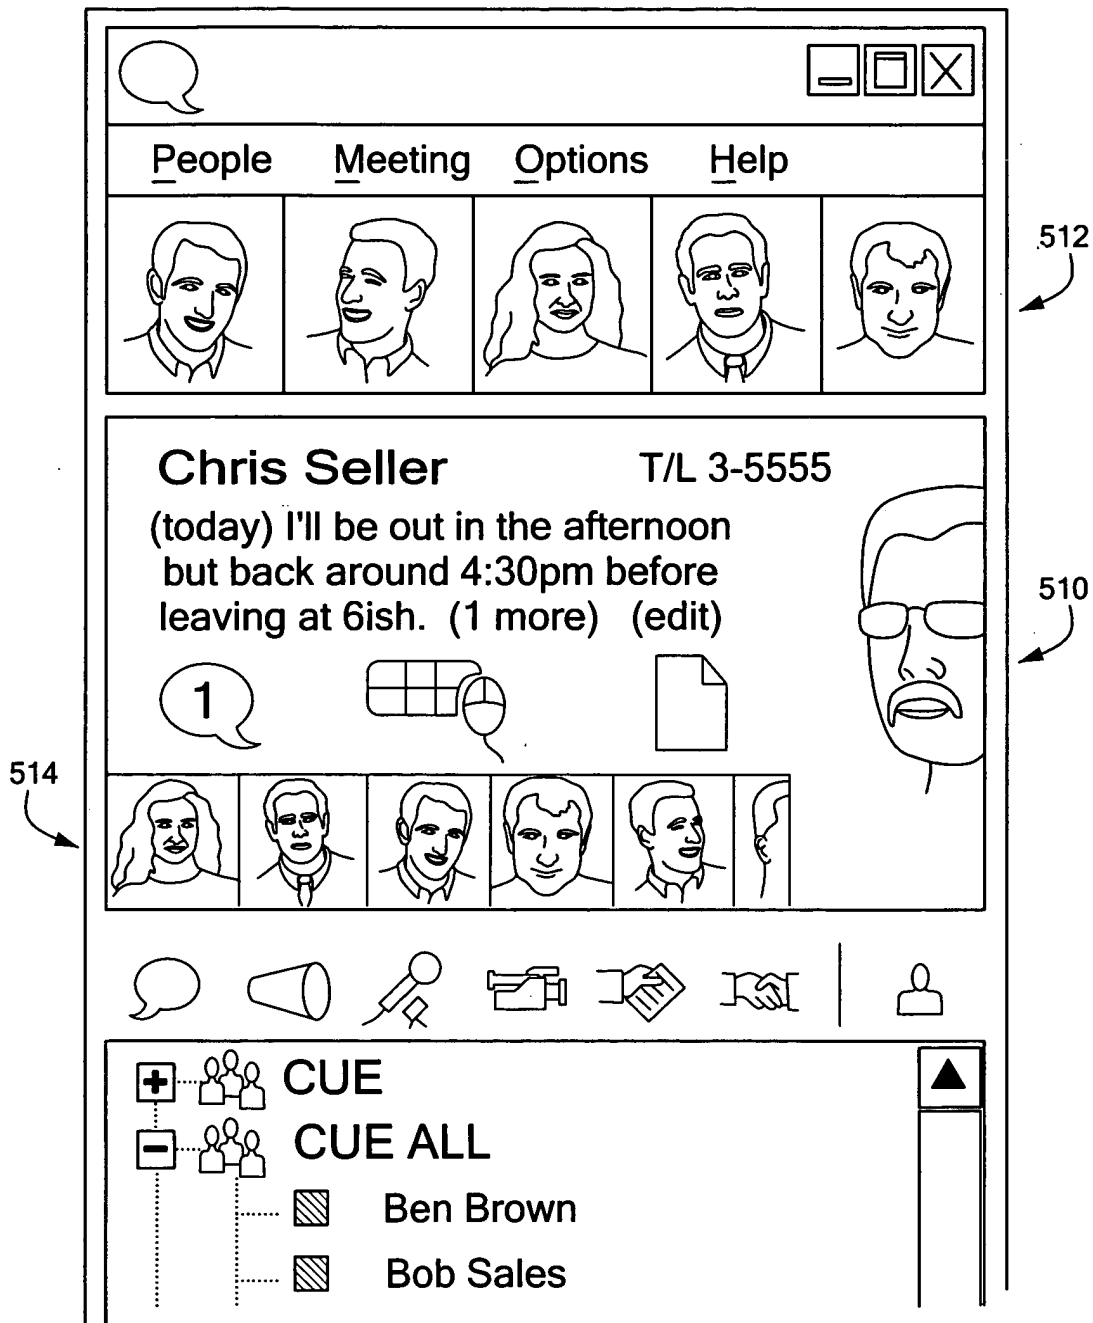 People Meeting Options Help
512
Chris Seller T/L 3-5555
(today) I'll be out in the afternoon
but back around 4:30pm before
leaving at 6ish. (1 more) (edit)
510
1
514
CUE
CUE ALL
Ben Brown
Bob Sales